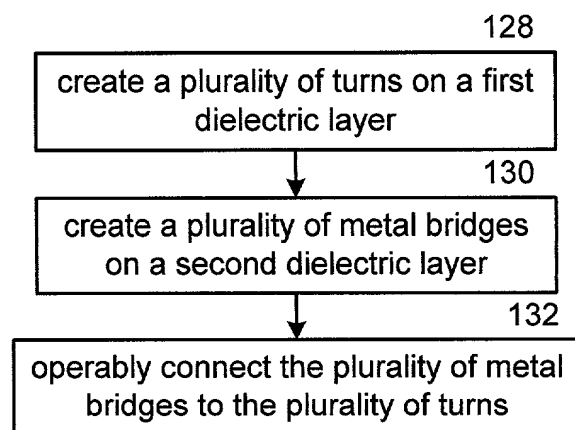 128
create a plurality of turns on a first
dielectric layer
130
create a plurality of metal bridges
on a second dielectric layer
132
operably connect the plurality of metal
bridges to the plurality of turns